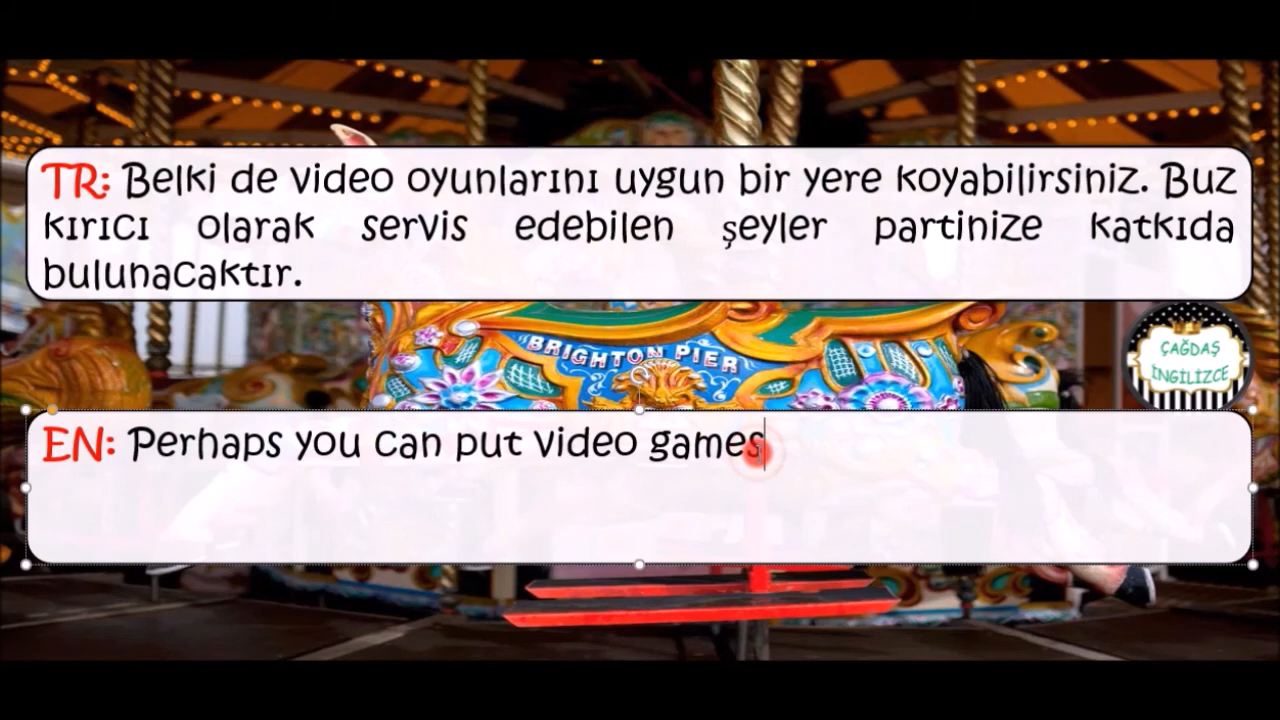 TR: Belki de video oyunlarını uygun bir yere koyabilirsiniz. Buz
kırıcı olarak servis edebilen şeyler partinize katkıda
bulunacaktır.
BRIGHTON PIER
ÇAĞDAŞ
İNGİLİZCE
EN: Perhaps you can put video games